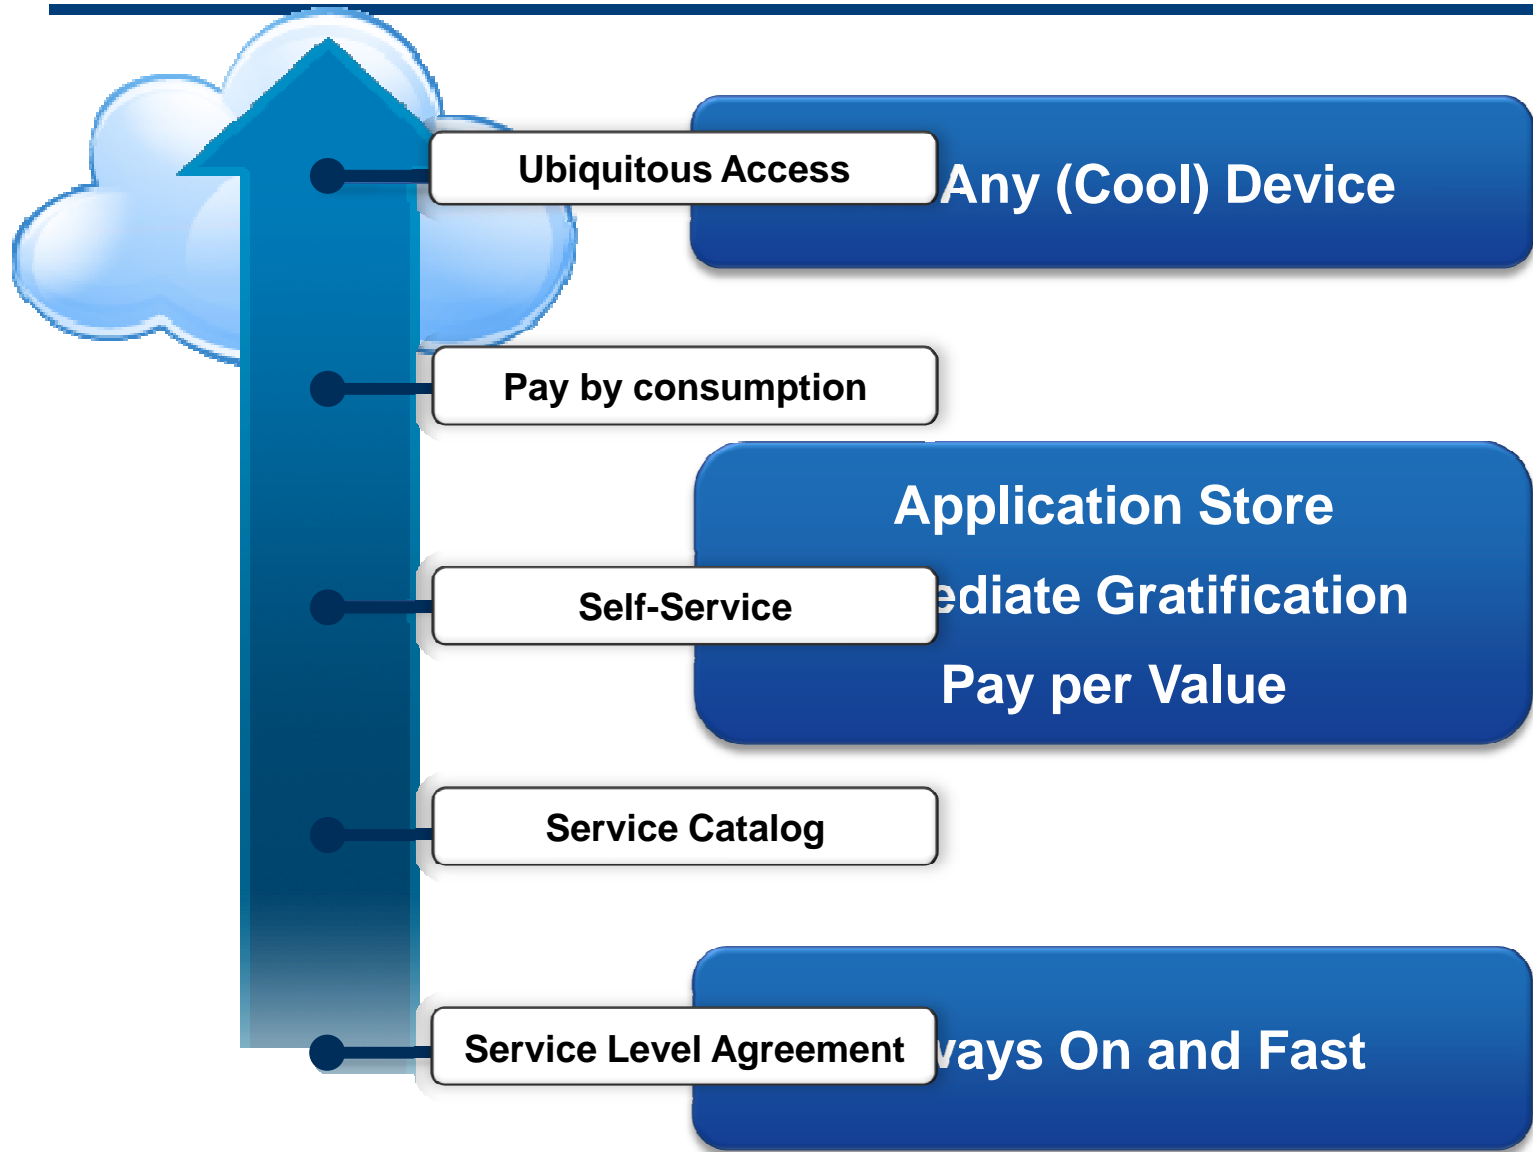 Ubiquitous Access
Any (Cool) Device
Pay by consumption
Application Store
Self-Service
ediate Gratification
Pay per Value
Service Catalog
Service Level Agreement
ways On and Fast